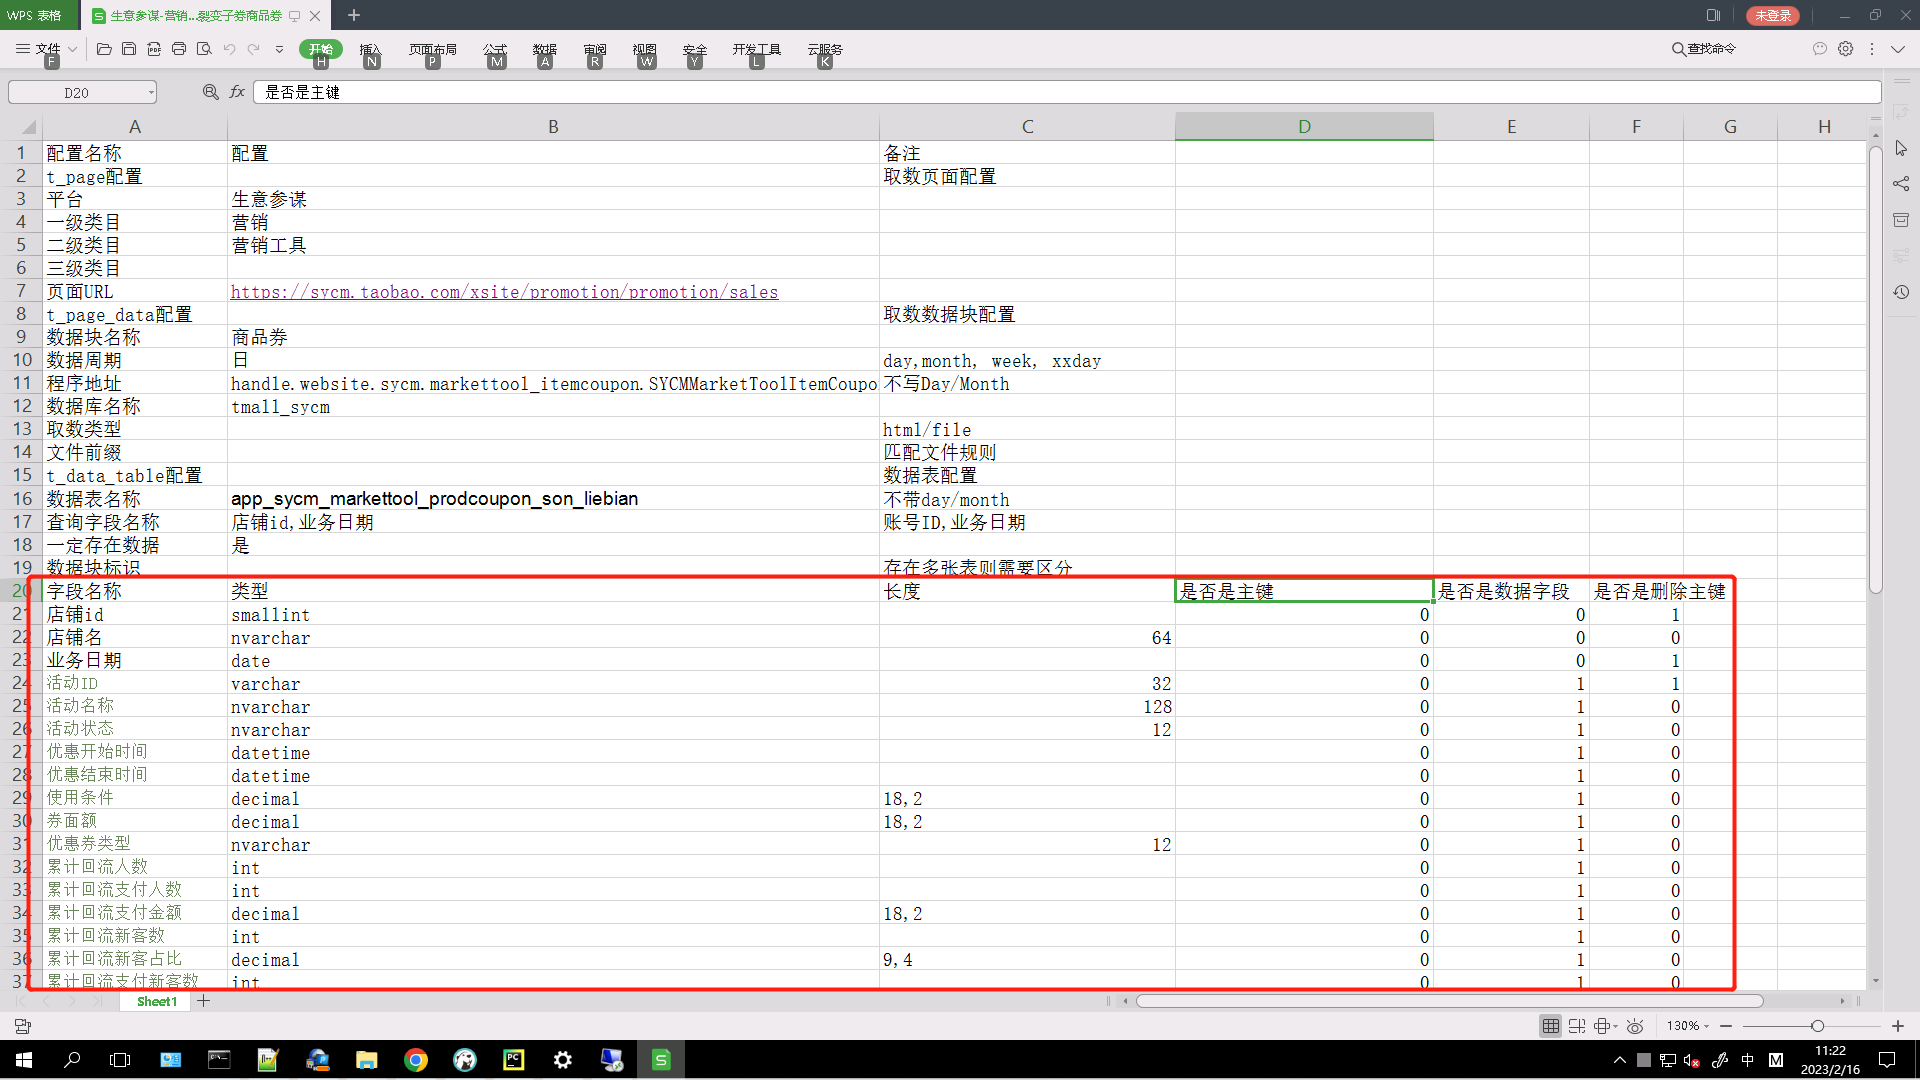 WPS 表格
生意参谋-营销...裂变子券商品券
未登录
文件
开始 插入 页面布局 公式 数据 审阅 视图 安全 开发工具 云服务
查找命令
F H N P M A R W Y L K
D20
fx
是否是主键
A B C D E F G H
1 配置名称 配置 备注
2 t_page配置 取数页面配置
3 平台 生意参谋
4 一级类目 营销
5 二级类目 营销工具
6 三级类目
7 页面URL https://sycm.taobao.com/xsite/promotion/promotion/sales
8 t_page_data配置 取数数据块配置
9 数据块名称 商品券
10 数据周期 日 day,month, week, xxday
11 程序地址 handle.website.sycm.markettool_itemcoupon.SYCMMarketToolItemCoupo 不写Day/Month
12 数据库名称 tmall_sycm
13 取数类型 html/file
14 文件前缀 匹配文件规则
15 t_data_table配置 数据表配置
16 数据表名称 app_sycm_markettool_prodcoupon_son_liebian 不带day/month
17 查询字段名称 店铺id,业务日期 账号ID,业务日期
18 一定存在数据 是
19 数据块标识 存在多张表则需要区分
20 字段名称 类型 长度 是否是主键 是否是数据字段 是否是删除主键
21 店铺id smallint 0 0 1
22 店铺名 nvarchar 64 0 0 0
23 业务日期 date 0 0 1
24 活动ID varchar 32 0 1 1
25 活动名称 nvarchar 128 0 1 0
26 活动状态 nvarchar 12 0 1 0
27 优惠开始时间 datetime 0 1 0
28 优惠结束时间 datetime 0 1 0
29 使用条件 decimal 18,2 0 1 0
30 券面额 decimal 18,2 0 1 0
31 优惠券类型 nvarchar 12 0 1 0
32 累计回流人数 int 0 1 0
33 累计回流支付人数 int 0 1 0
34 累计回流支付金额 decimal 18,2 0 1 0
35 累计回流新客数 int 0 1 0
36 累计回流新客占比 decimal 9,4 0 1 0
37 累计回流支付新客数 int 0 1 0
Sheet1
130%
中 M
11:22
2023/2/16